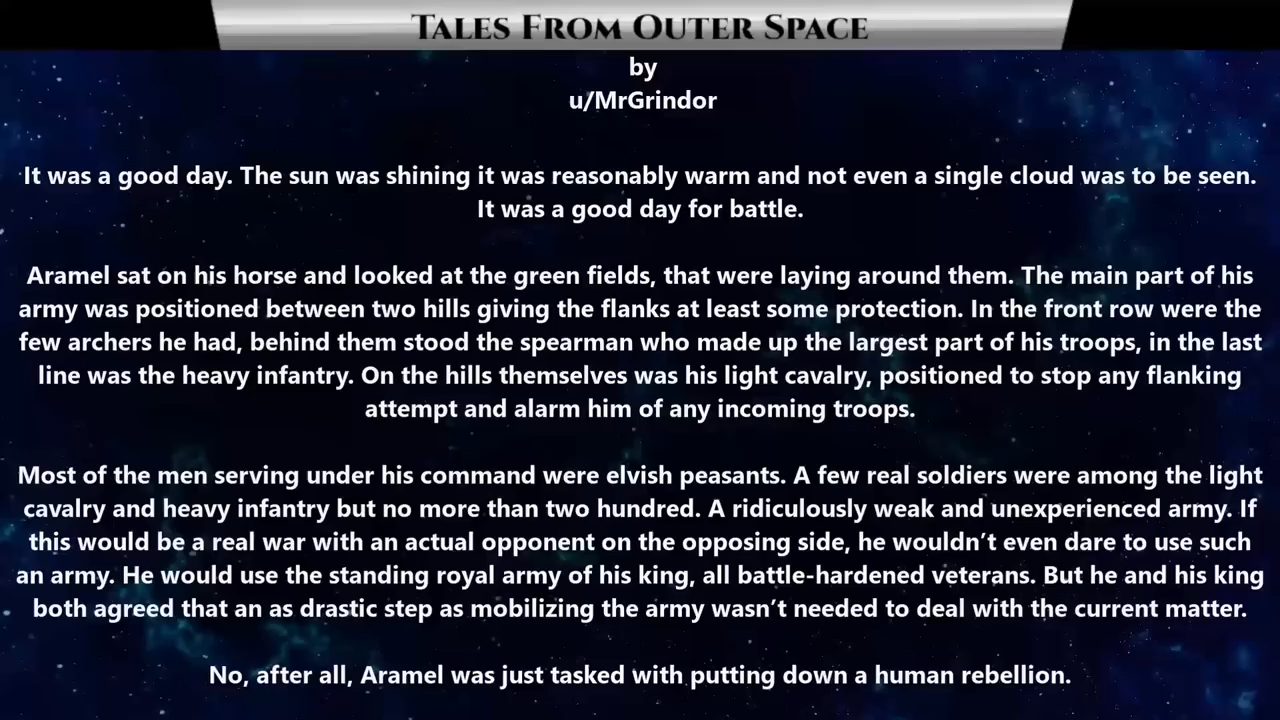 Tales From Outer Space
by
u/MrGrindor
It was a good day. The sun was shining it was reasonably warm and not even a single cloud was to be seen.
It was a good day for battle.
Aramel sat on his horse and looked at the green fields, that were laying around them. The main part of his
army was positioned between two hills giving the flanks at least some protection. In the front row were the
few archers he had, behind them stood the spearman who made up the largest part of his troops, in the last
line was the heavy infantry. On the hills themselves was his light cavalry, positioned to stop any flanking
attempt and alarm him of any incoming troops.
Most of the men serving under his command were elvish peasants. A few real soldiers were among the light
cavalry and heavy infantry but no more than two hundred. A ridiculously weak and unexperienced army. If
this would be a real war with an actual opponent on the opposing side, he wouldn’t even dare to use such
an army. He would use the standing royal army of his king, all battle-hardened veterans. But he and his king
both agreed that an as drastic step as mobilizing the army wasn’t needed to deal with the current matter.
No, after all, Aramel was just tasked with putting down a human rebellion.